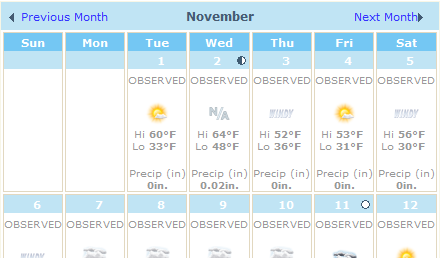 Previous Month November Next Month
Sun Mon Tue Wed Thu Fri Sat
1 2 3 4 5
OBSERVED OBSERVED OBSERVED OBSERVED OBSERVED
N/A WINDY WINDY
Hi 60°F Hi 64°F Hi 52°F Hi 53°F Hi 56°F
Lo 33°F Lo 48°F Lo 36°F Lo 31°F Lo 30°F
Precip (in) Precip (in) Precip (in) Precip (in) Precip (in)
0in. 0.02in. 0in. 0in. 0in.
6 7 8 9 10 11 12
OBSERVED OBSERVED OBSERVED OBSERVED OBSERVED OBSERVED OBSERVED
WINDY